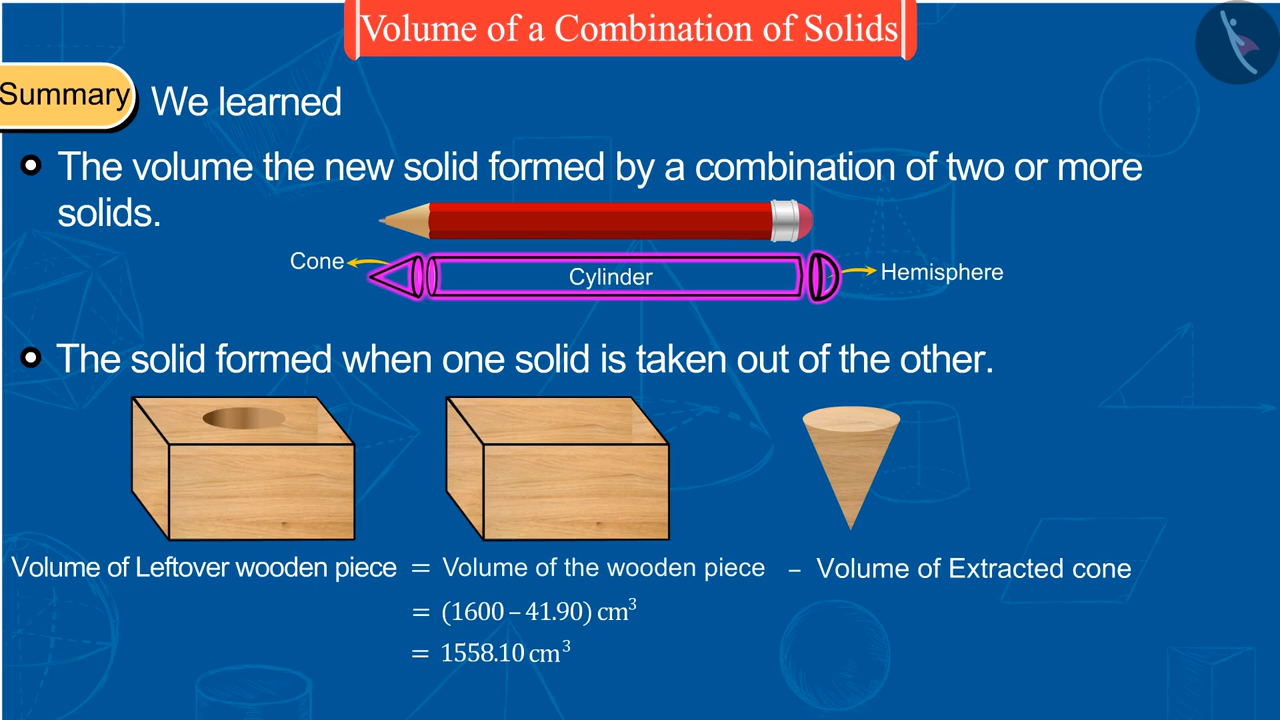 Volume of a Combination of Solids
Summary
We learned
The volume the new solid formed by a combination of two or more
solids.
Cone
Cylinder
Hemisphere
The solid formed when one solid is taken out of the other.
Volume of Leftover wooden piece = Volume of the wooden piece – Volume of Extracted cone
= (1600 – 41.90) cm³
= 1558.10 cm³